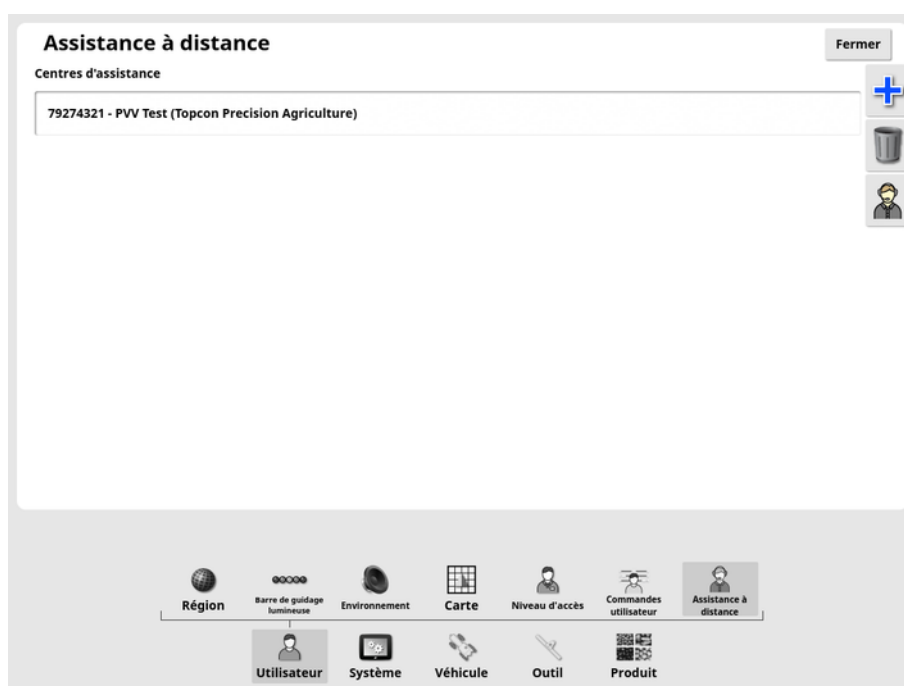 Assistance à distance
Fermer
Centres d'assistance
79274321 - PVV Test (Topcon Precision Agriculture)
Région
Barre de guidage
lumineuse
Environnement
Carte
Niveau d'accès
Commandes
utilisateur
Assistance à
distance
Utilisateur
Système
Véhicule
Outil
Produit